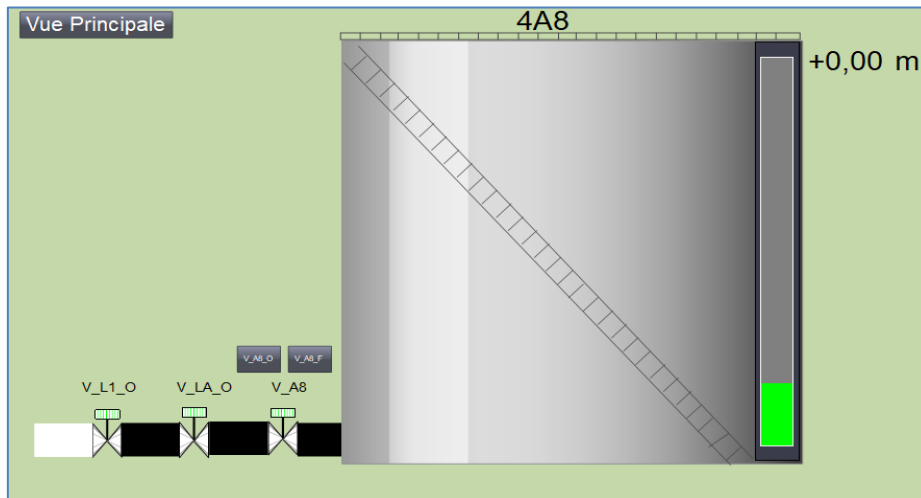 Vue Principale
4A8
+0,00 m
V_A8_O
V_A8_F
V_L1_O
V_LA_O
V_A8